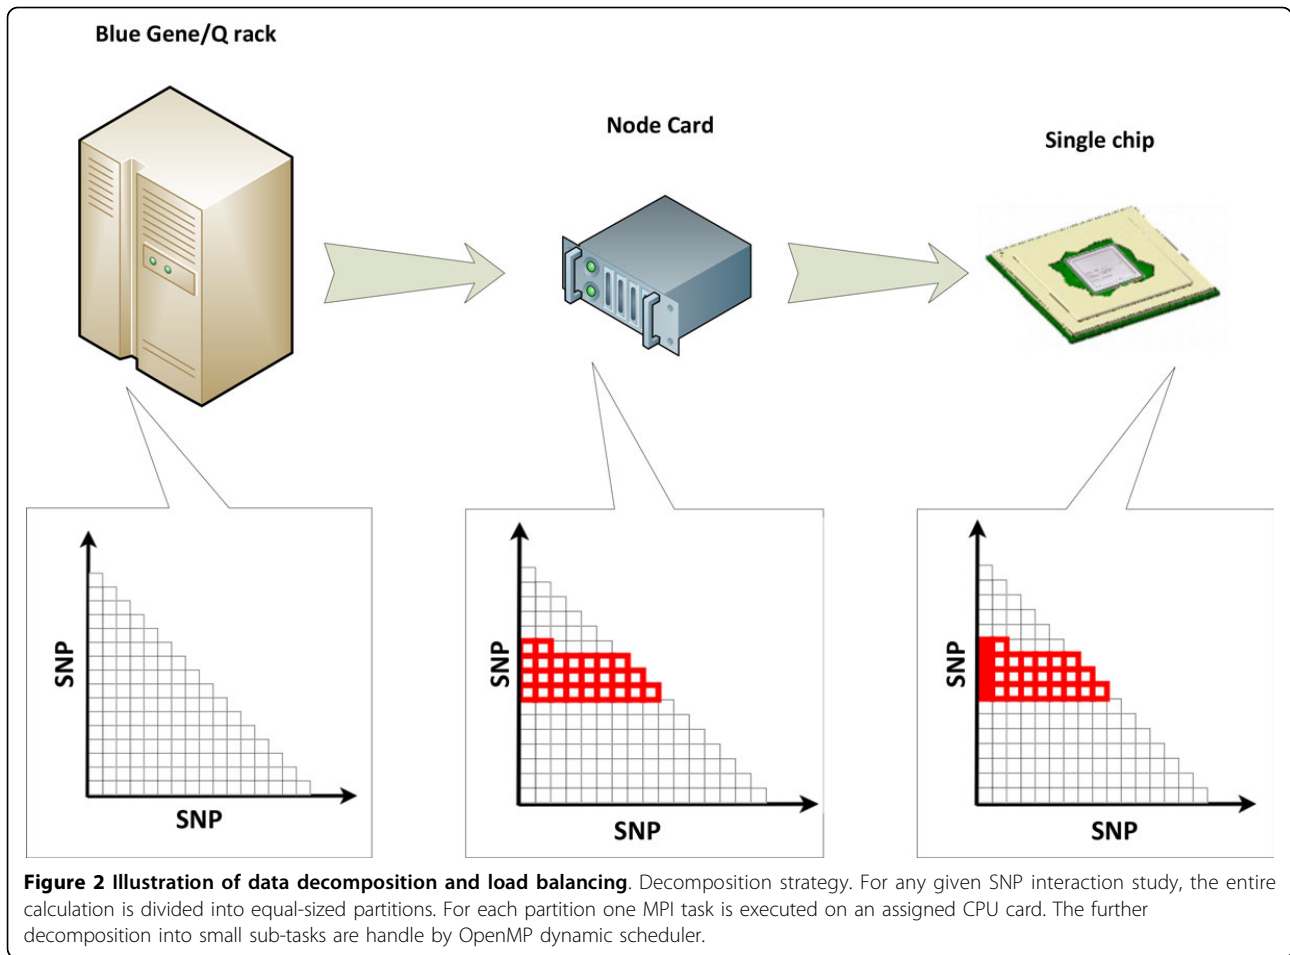 Blue Gene/Q rack
Node Card
Single chip
SNP
SNP
SNP
SNP
SNP
SNP
Figure 2 Illustration of data decomposition and load balancing. Decomposition strategy. For any given SNP interaction study, the entire
calculation is divided into equal-sized partitions. For each partition one MPI task is executed on an assigned CPU card. The further
decomposition into small sub-tasks are handle by OpenMP dynamic scheduler.